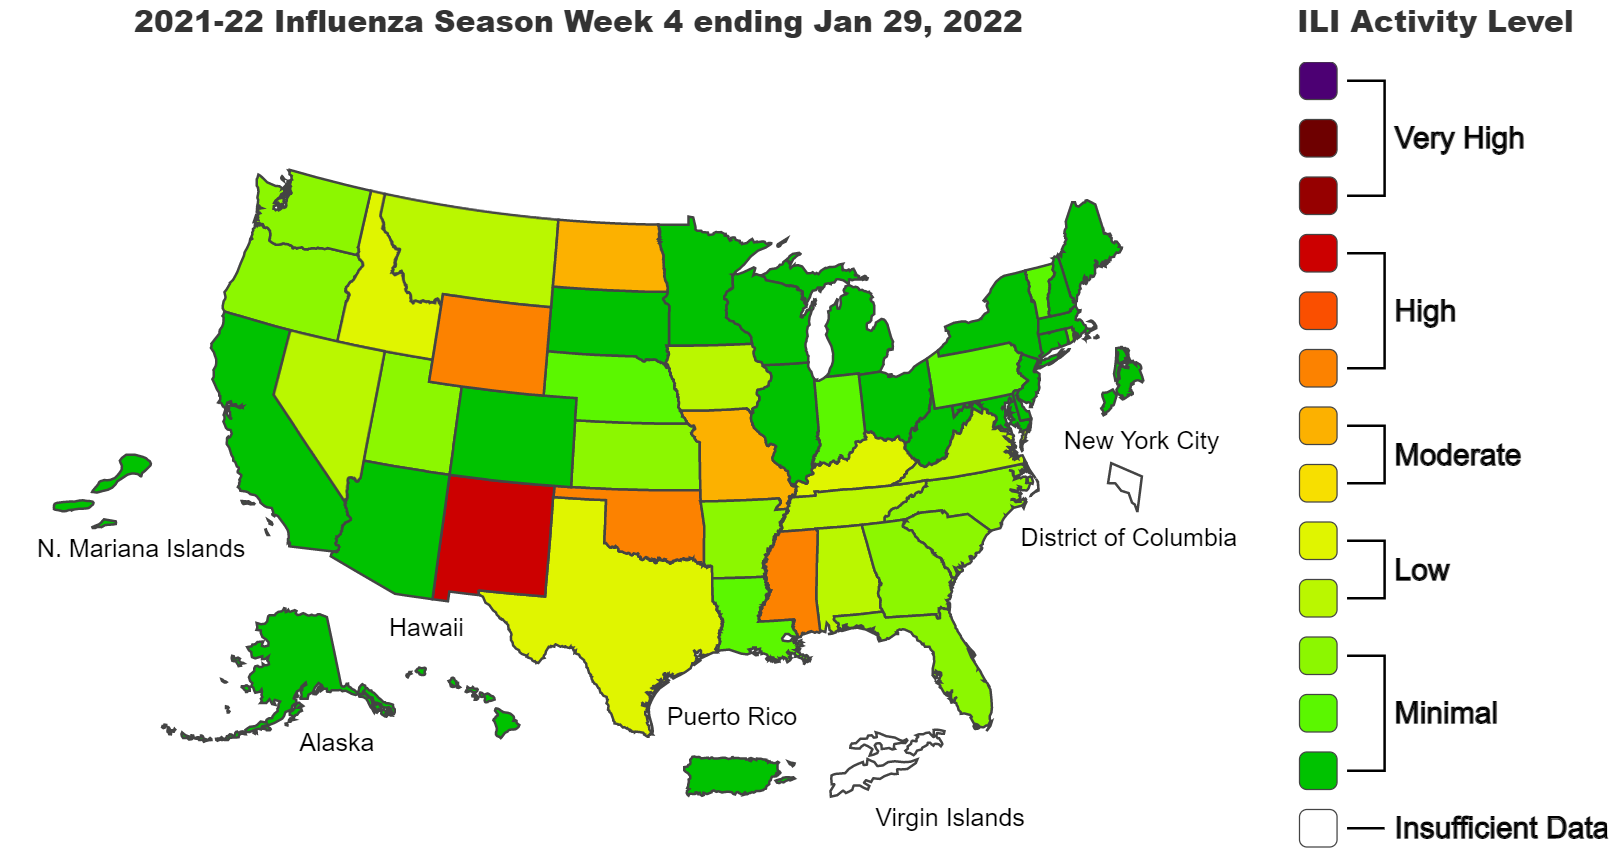 2021-22 Influenza Season Week 4 ending Jan 29, 2022
ILI Activity Level
Very High
High
Moderate
Low
Minimal
Insufficient Data
New York City
District of Columbia
N. Mariana Islands
Hawaii
Alaska
Puerto Rico
Virgin Islands